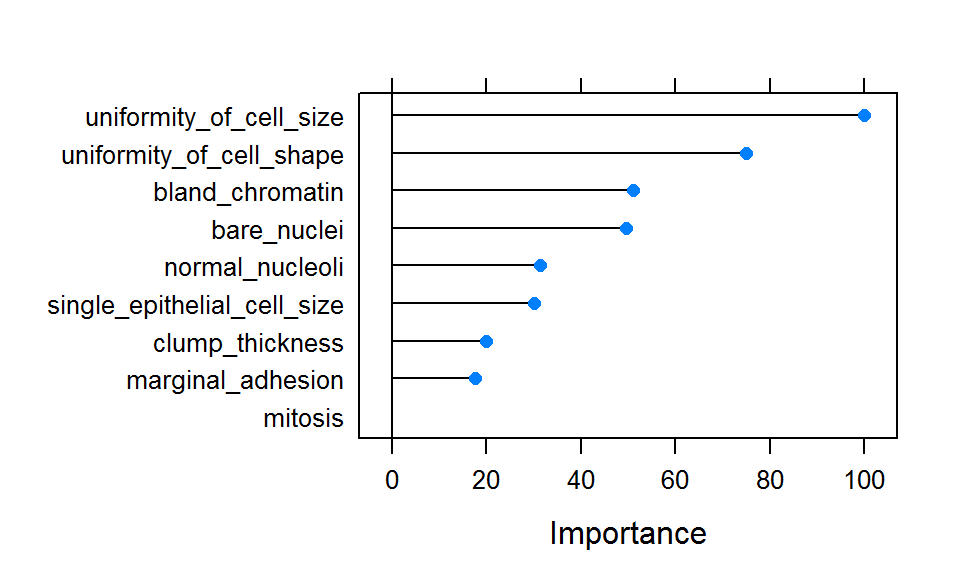 uniformity_of_cell_size
uniformity_of_cell_shape
bland_chromatin
bare_nuclei
normal_nucleoli
single_epithelial_cell_size
clump_thickness
marginal_adhesion
mitosis
0 20 40 60 80 100
Importance